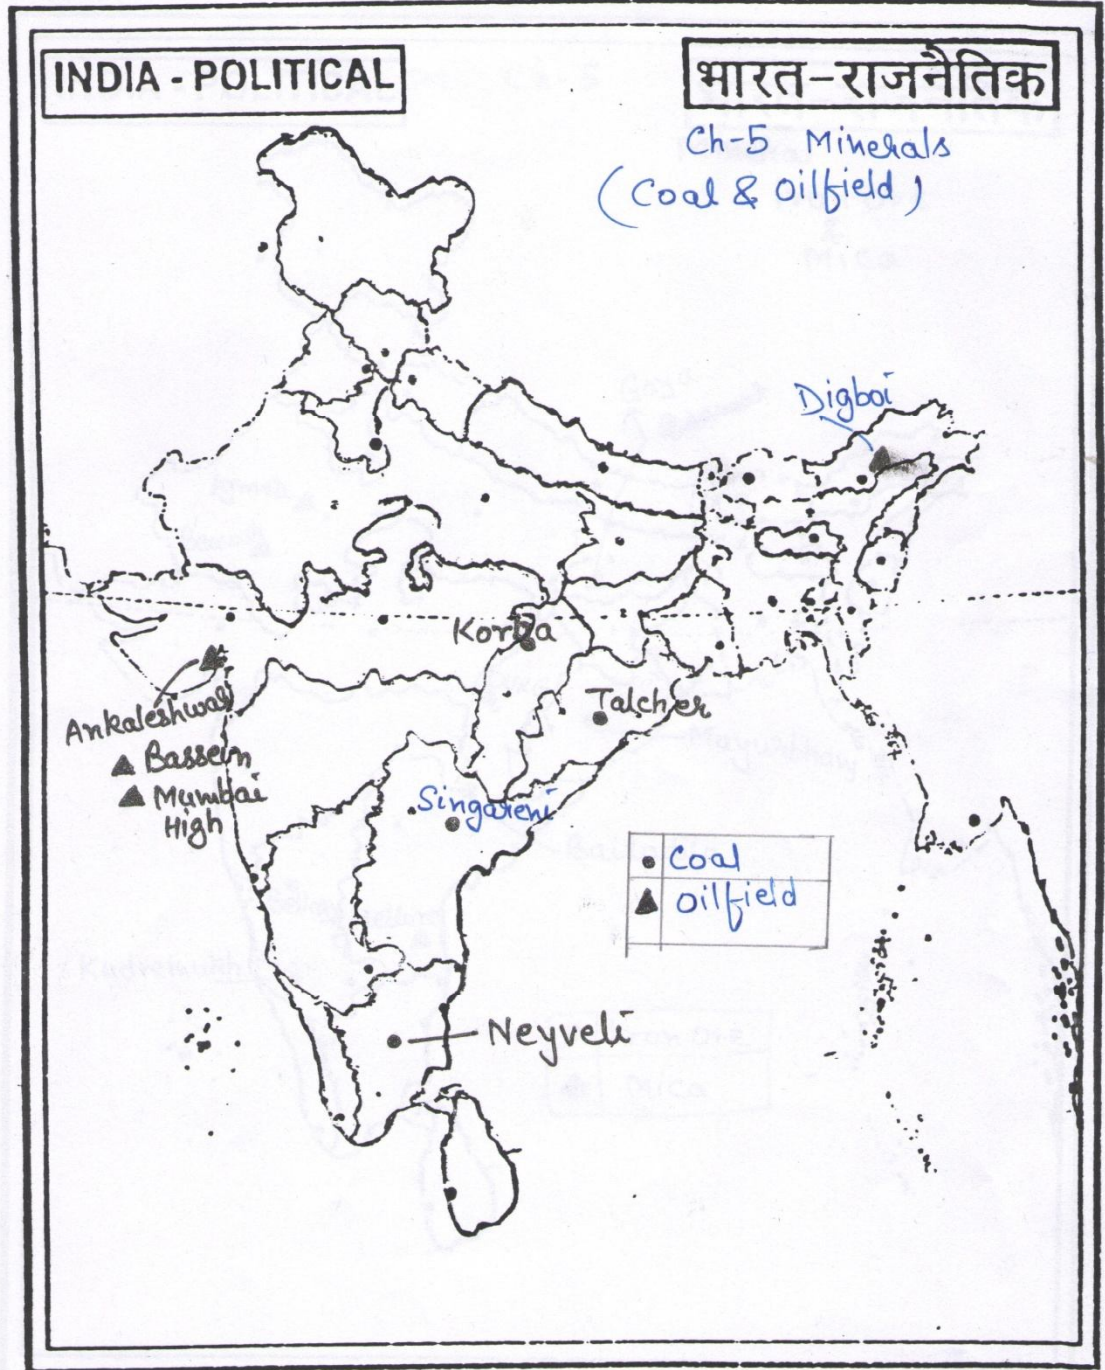 INDIA - POLITICAL
भारत-राजनैतिक
Ch-5 Minerals
(Coal & Oilfield)
Digboi
Korba
Talcher
Ankaleshwar
Bassein
Mumbai
High
Singareni
Coal
Oilfield
Neyveli